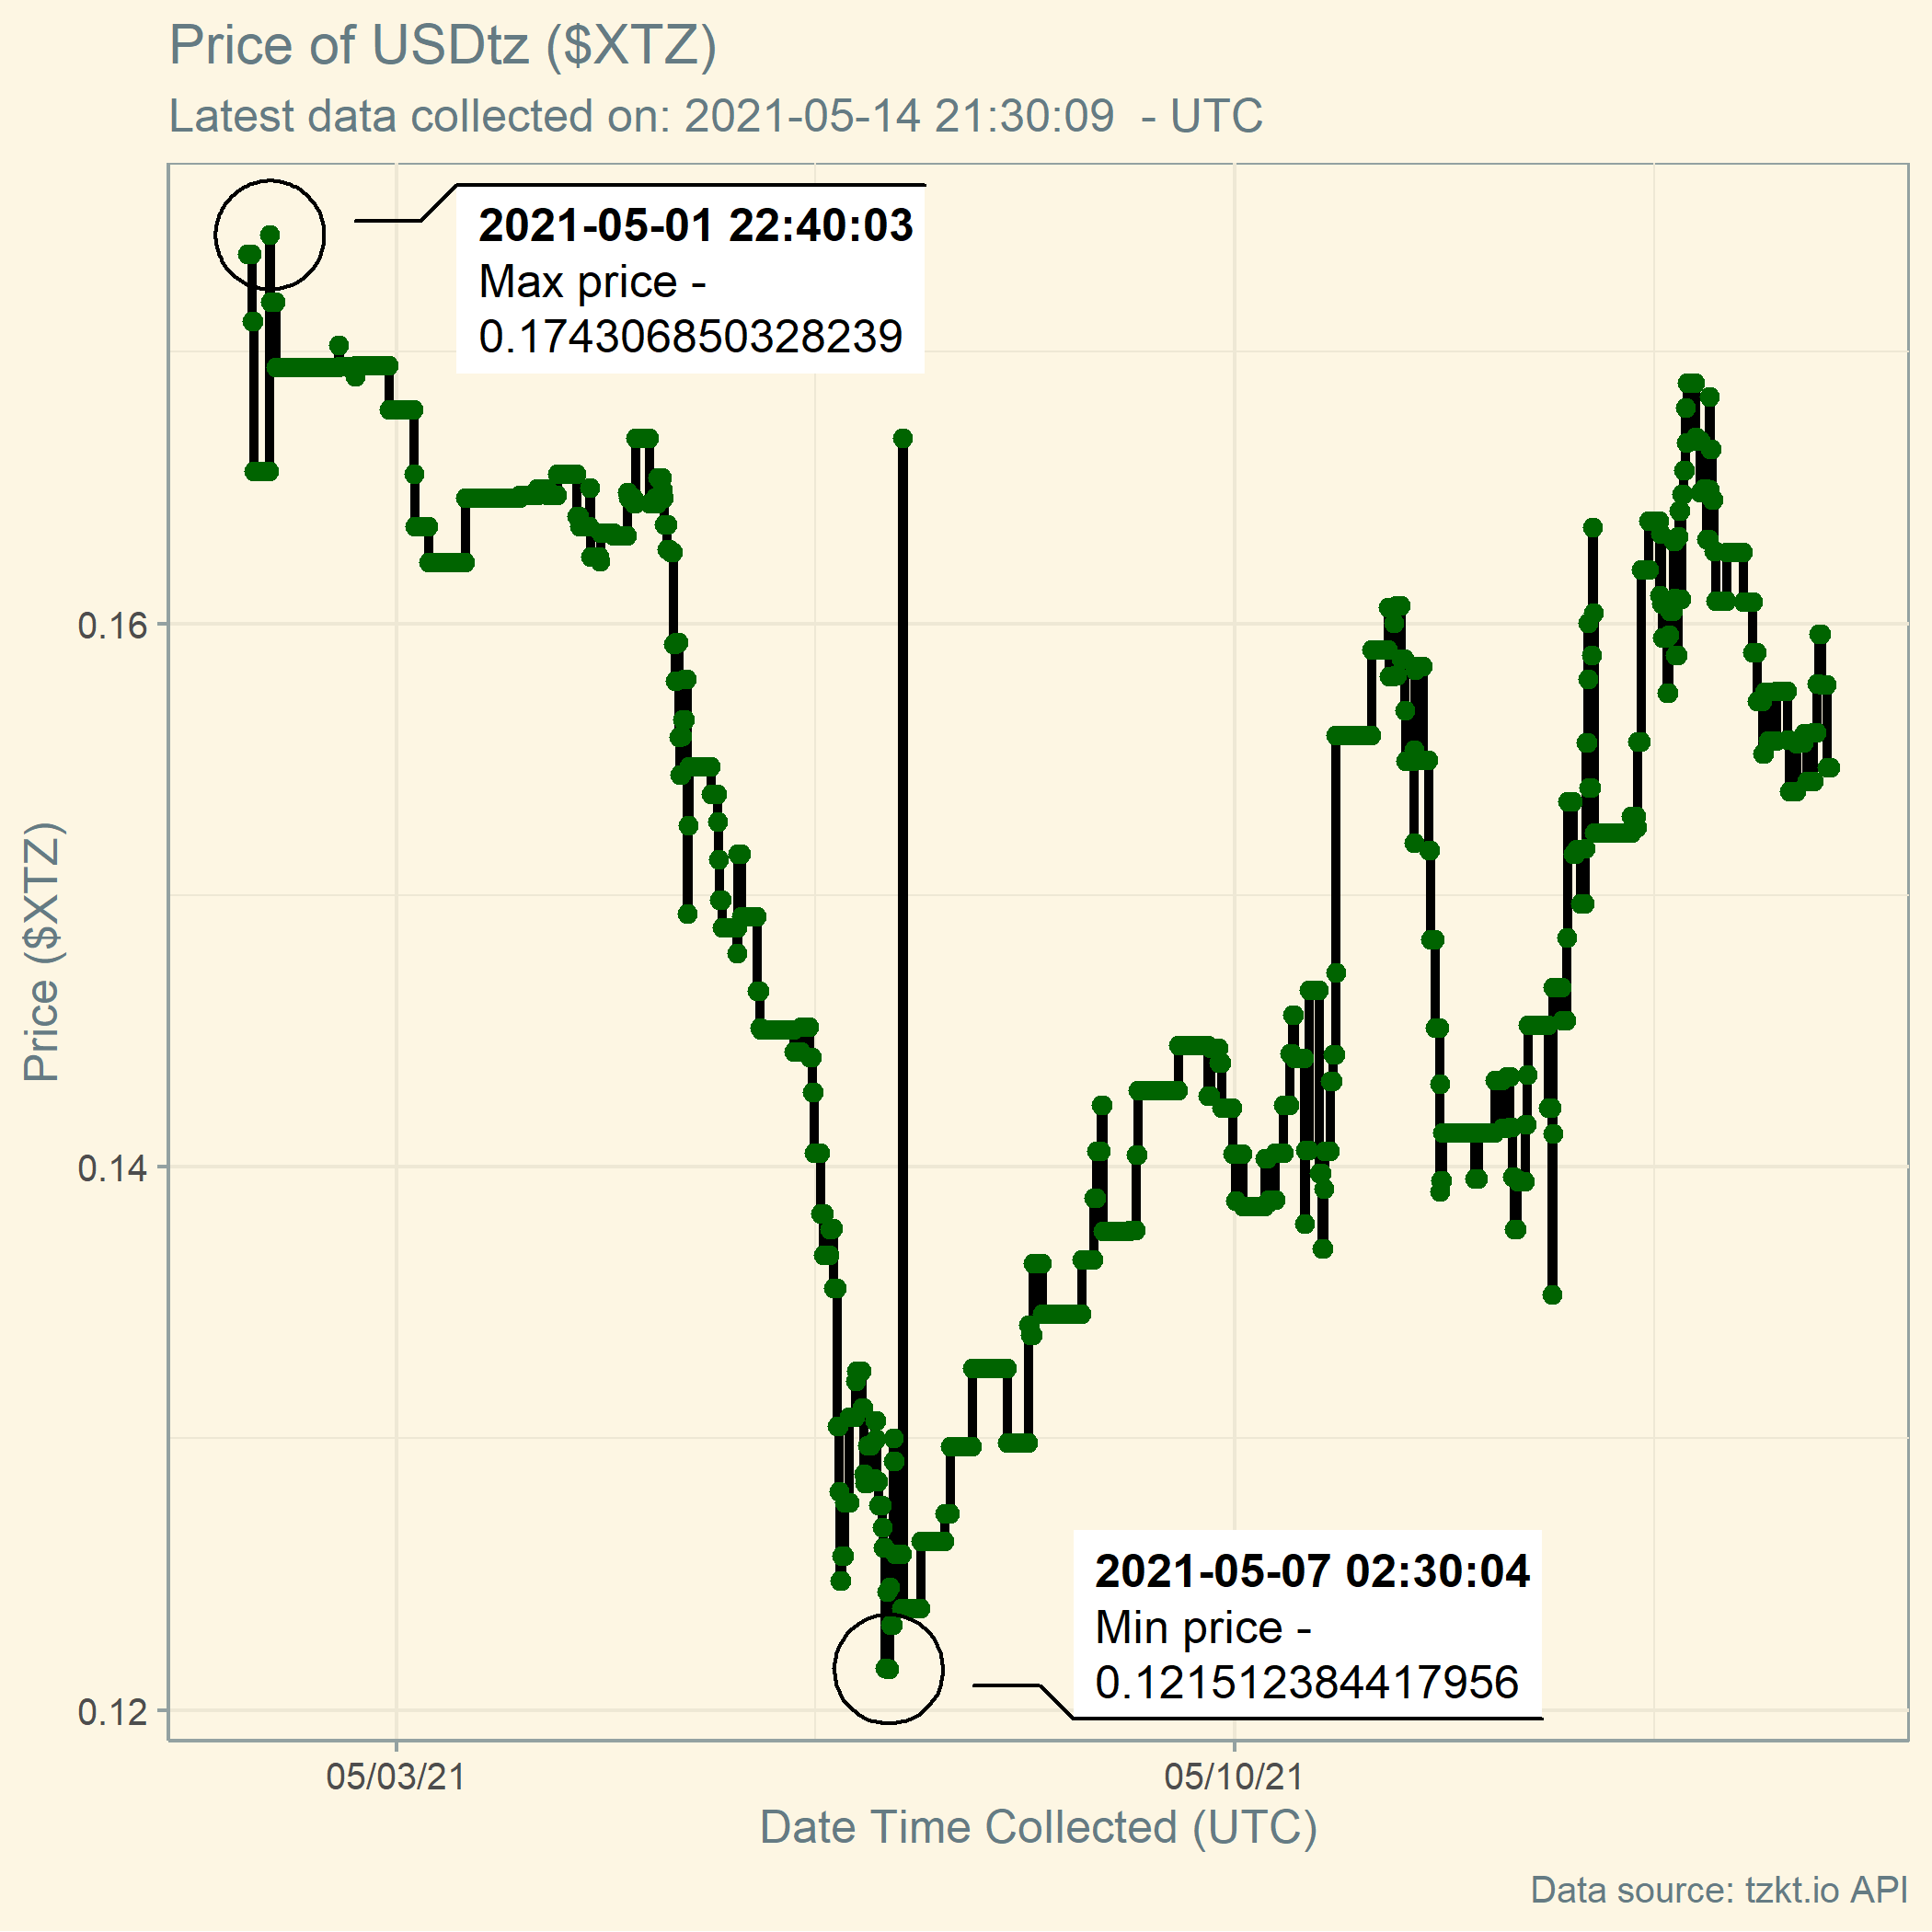 Price of USDtz ($XTZ)
Latest data collected on: 2021-05-14 21:30:09  - UTC
2021-05-01 22:40:03
Max price -
0.174306850328239
0.16
0.14
0.12
Price ($XTZ)
2021-05-07 02:30:04
Min price -
0.121512384417956
05/03/21
05/10/21
Date Time Collected (UTC)
Data source: tzkt.io API